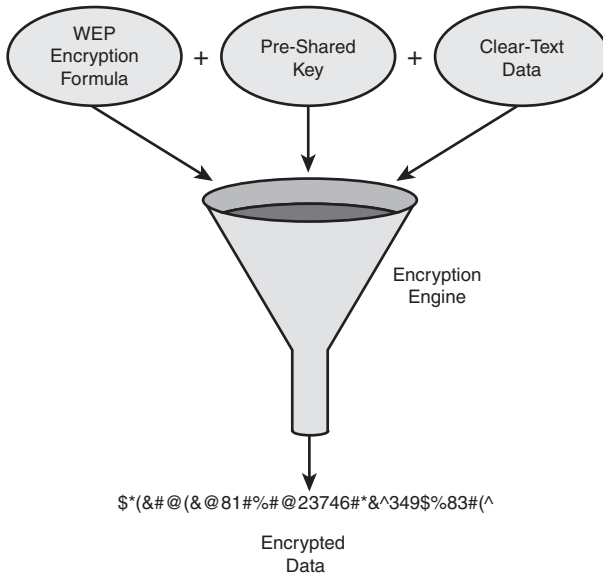 WEP
Encryption
Formula
+
Pre-Shared
Key
+
Clear-Text
Data
Encryption
Engine
$*(&#@(&@81#%#@23746#*&^349$%83#(^
Encrypted
Data